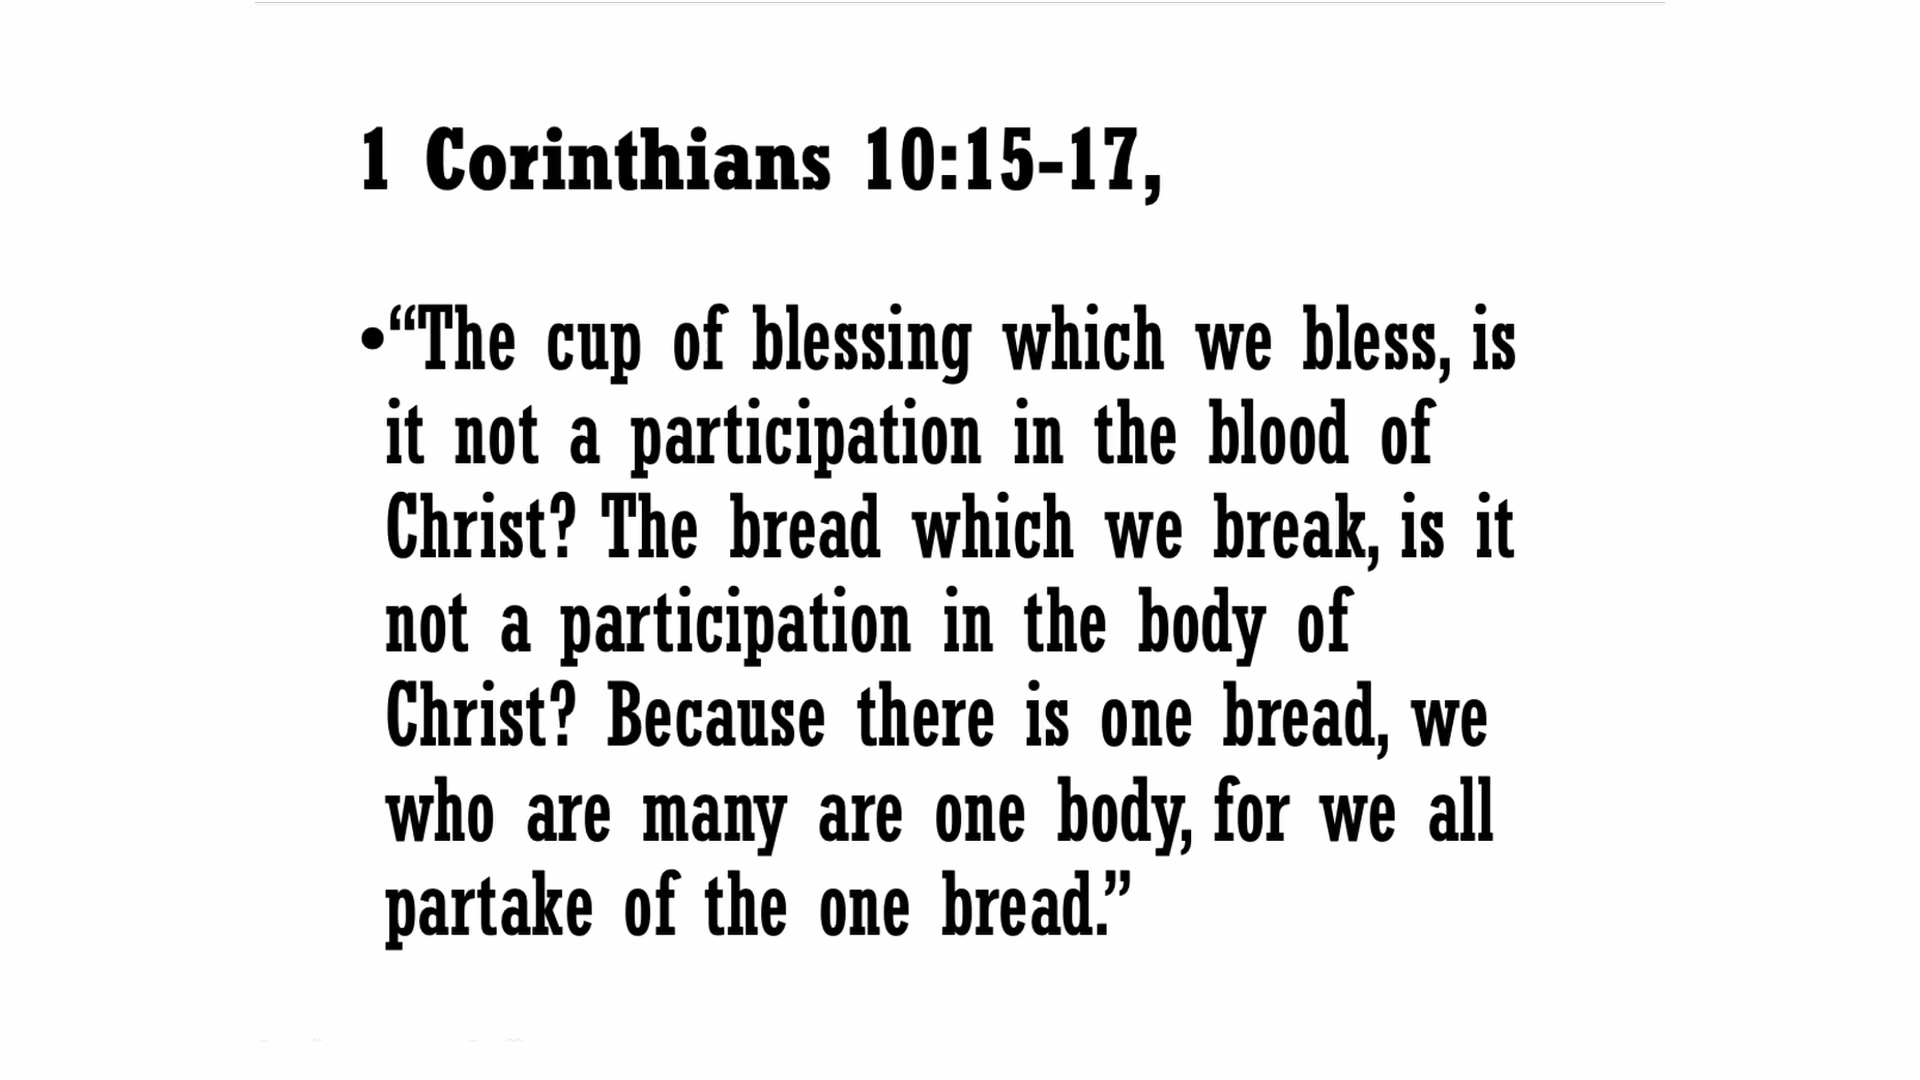 1 Corinthians 10:15-17,
•“The cup of blessing which we bless, is
it not a participation in the blood of
Christ? The bread which we break, is it
not a participation in the body of
Christ? Because there is one bread, we
who are many are one body, for we all
partake of the one bread.”